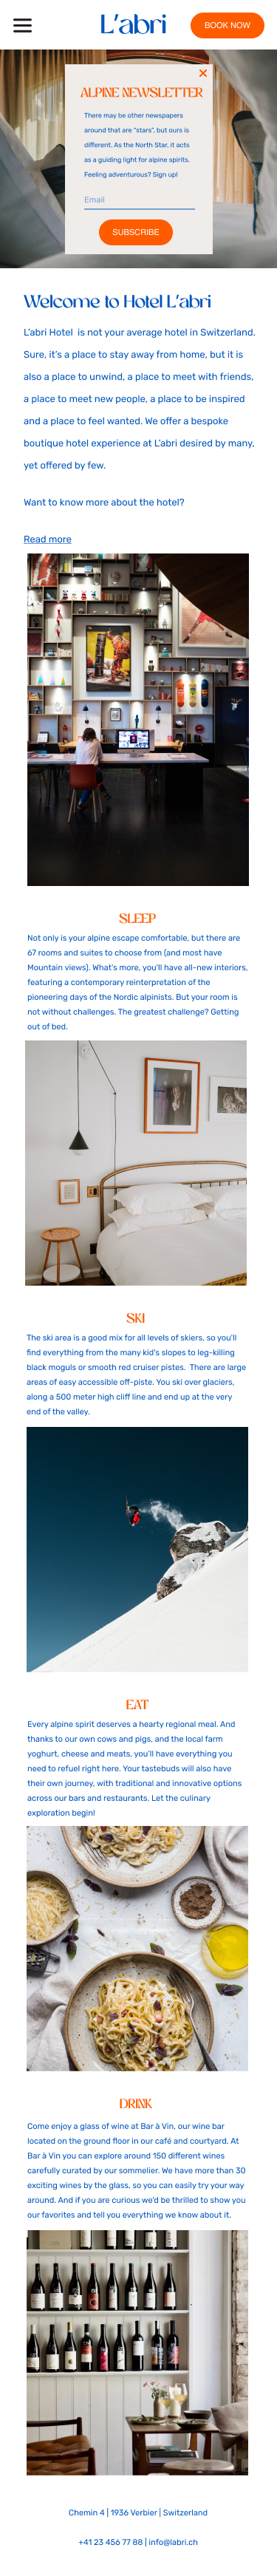 L'abri
BOOK NOW
ALPINE NEWSLETTER
There may be other newspapers
around that are "stars", but ours is
different. As the North Star, it acts
as a guiding light for alpine spirits.
Feeling adventurous? Sign up!
Email
SUBSCRIBE
Welcome to Hotel L'abri
L'abri Hotel is not your average hotel in Switzerland.
Sure, it's a place to stay away from home, but it is
also a place to unwind, a place to meet with friends,
a place to meet new people, a place to be inspired
and a place to feel wanted. We offer a bespoke
boutique hotel experience at L'abri desired by many,
yet offered by few.
Want to know more about the hotel?
Read more
SLEEP
Not only is your alpine escape comfortable, but there are
67 rooms and suites to choose from (and most have
Mountain views). What's more, you'll have all-new interiors,
featuring a contemporary reinterpretation of the
pioneering days of the Nordic alpinists. But your room is
not without challenges. The greatest challenge? Getting
out of bed.
SKI
The ski area is a good mix for all levels of skiers, so you'll
find everything from the many kid's slopes to leg-killing
black moguls or smooth red cruiser pistes. There are large
areas of easy accessible off-piste. You ski over glaciers,
along a 500 meter high cliff line and end up at the very
end of the valley.
EAT
Every alpine spirit deserves a hearty regional meal. And
thanks to our own cows and pigs, and the local farm
yoghurt, cheese and meats, you'll have everything you
need to refuel right here. Your tastebuds will also have
their own journey, with traditional and innovative options
across our bars and restaurants. Let the culinary
exploration begin!
DRINK
Come enjoy a glass of wine at Bar à Vin, our wine bar
located on the ground floor in our café and courtyard. At
Bar à Vin you can explore around 150 different wines
carefully curated by our sommelier. We have more than 30
exciting wines by the glass, so you can easily try your way
around. And if you are curious we'd be thrilled to show you
our favorites and tell you everything we know about it.
Chemin 4 | 1936 Verbier | Switzerland
+41 23 456 77 88 | info@labri.ch